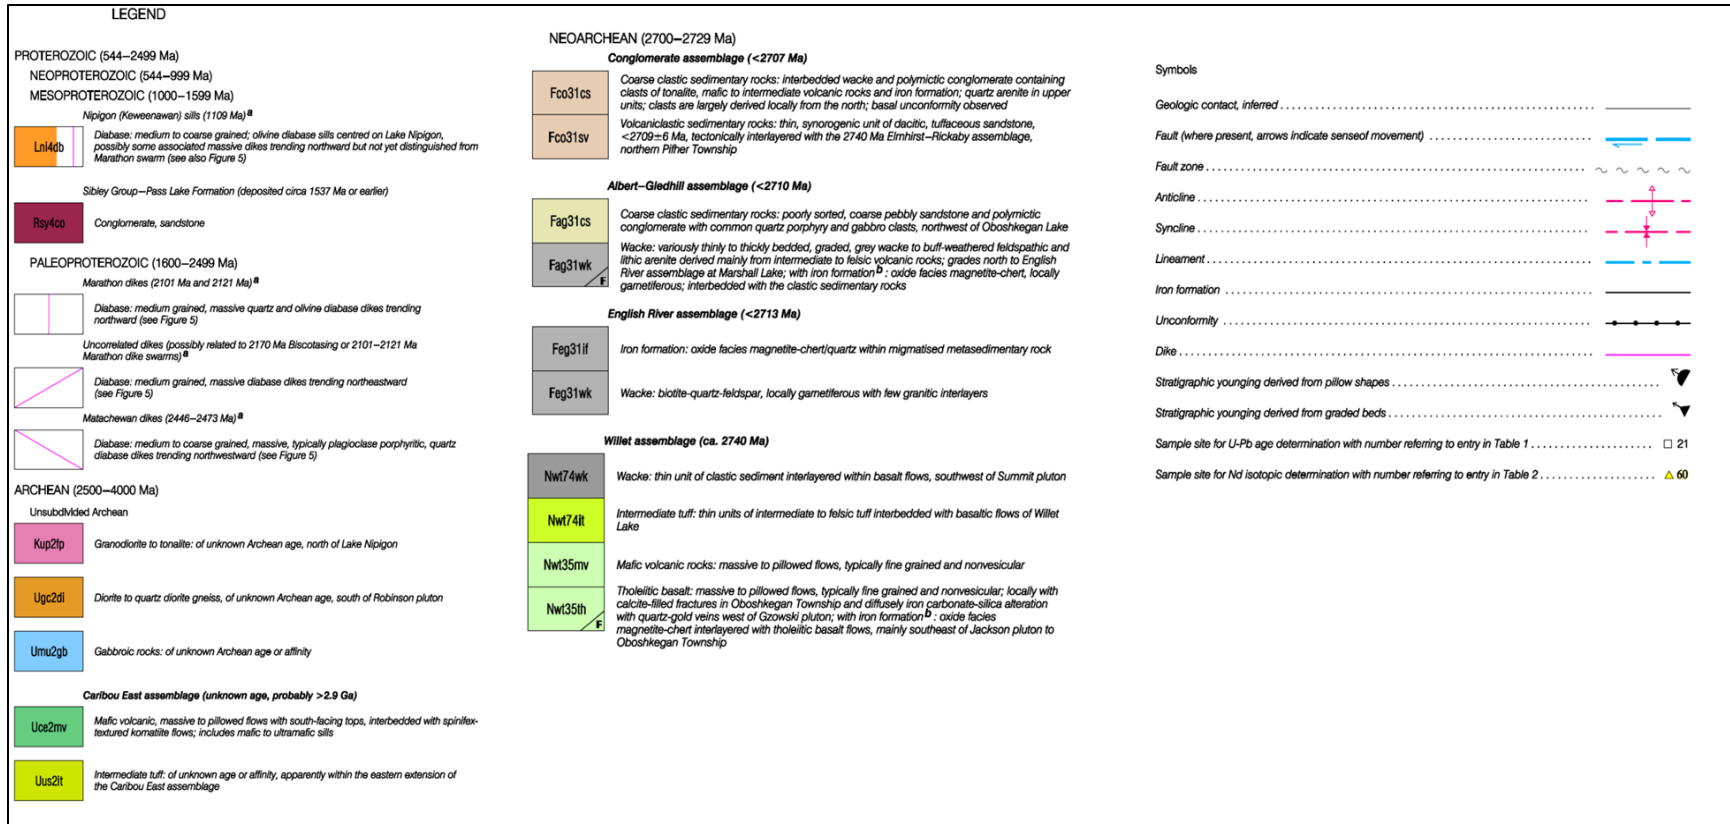 LEGEND
PROTEROZOIC (544–2499 Ma)
NEOPROTEROZOIC (544–999 Ma)
MESOPROTEROZOIC (1000–1599 Ma)
Nipigon (Keweenawan) sills (1109 Ma) a
Lni4db
Diabase: medium to coarse grained; olivine diabase sills centred on Lake Nipigon,
possibly some associated massive dikes trending northward but not yet distinguished from
Marathon swarm (see also Figure 5)
Sibley Group–Pass Lake Formation (deposited circa 1537 Ma or earlier)
Rsy4co
Conglomerate, sandstone
PALEOPROTEROZOIC (1600–2499 Ma)
Marathon dikes (2101 Ma and 2121 Ma) a
Diabase: medium grained, massive quartz and olivine diabase dikes trending
northward (see Figure 5)
Uncorrelated dikes (possibly related to 2170 Ma Biscotasing or 2101–2121 Ma
Marathon dike swarms) a
Diabase: medium grained, massive diabase dikes trending northeastward
(see Figure 5)
Matachewan dikes (2446–2473 Ma) a
Diabase: medium to coarse grained, massive, typically plagioclase porphyritic, quartz
diabase dikes trending northwestward (see Figure 5)
ARCHEAN (2500–4000 Ma)
Unsubdivided Archean
Kup2fp
Granodiorite to tonalite: of unknown Archean age, north of Lake Nipigon
Ugc2di
Diorite to quartz diorite gneiss, of unknown Archean age, south of Robinson pluton
Umu2gb
Gabbroic rocks: of unknown Archean age or affinity
Caribou East assemblage (unknown age, probably >2.9 Ga)
Uce2mv
Mafic volcanic, massive to pillowed flows with south-facing tops, interbedded with spinifex-
textured komatiite flows; includes mafic to ultramafic sills
Uus2it
Intermediate tuff: of unknown age or affinity, apparently within the eastern extension of
the Caribou East assemblage
NEOARCHEAN (2700–2729 Ma)
Conglomerate assemblage (<2707 Ma)
Fco31cs
Coarse clastic sedimentary rocks: interbedded wacke and polymictic conglomerate containing
clasts of tonalite, mafic to intermediate volcanic rocks and iron formation; quartz arenite in upper
units; clasts are largely derived locally from the north; basal unconformity observed
Fco31sv
Volcaniclastic sedimentary rocks: thin, synorogenic unit of dacitic, tuffaceous sandstone,
<2709±6 Ma, tectonically interlayered with the 2740 Ma Elmhirst–Rickaby assemblage,
northern Pifher Township
Albert–Gledhill assemblage (<2710 Ma)
Fag31cs
Coarse clastic sedimentary rocks: poorly sorted, coarse pebbly sandstone and polymictic
conglomerate with common quartz porphyry and gabbro clasts, northwest of Oboshkegan Lake
Fag31wk
F
Wacke: variously thinly to thickly bedded, graded, grey wacke to buff-weathered feldspathic and
lithic arenite derived mainly from intermediate to felsic volcanic rocks; grades north to English
River assemblage at Marshall Lake; with iron formation b : oxide facies magnetite-chert, locally
garnetiferous; interbedded with the clastic sedimentary rocks
English River assemblage (<2713 Ma)
Feg31if
Iron formation: oxide facies magnetite-chert/quartz within migmatised metasedimentary rock
Feg31wk
Wacke: biotite-quartz-feldspar, locally garnetiferous with few granitic interlayers
Willet assemblage (ca. 2740 Ma)
Nwt74wk
Wacke: thin unit of clastic sediment interlayered within basalt flows, southwest of Summit pluton
Nwt74it
Intermediate tuff: thin units of intermediate to felsic tuff interbedded with basaltic flows of Willet
Lake
Nwt35mv
Mafic volcanic rocks: massive to pillowed flows, typically fine grained and nonvesicular
Nwt35th
F
Tholeiitic basalt: massive to pillowed flows, typically fine grained and nonvesicular; locally with
calcite-filled fractures in Oboshkegan Township and diffusely iron carbonate-silica alteration
with quartz-gold veins west of Gzowski pluton; with iron formation b : oxide facies
magnetite-chert interlayered with tholeiitic basalt flows, mainly southeast of Jackson pluton to
Oboshkegan Township
Symbols
Geologic contact, inferred
Fault (where present, arrows indicate senseof movement)
Fault zone
Anticline
Syncline
Lineament
Iron formation
Unconformity
Dike
Stratigraphic younging derived from pillow shapes
Stratigraphic younging derived from graded beds
Sample site for U-Pb age determination with number referring to entry in Table 1 21
Sample site for Nd isotopic determination with number referring to entry in Table 2 60